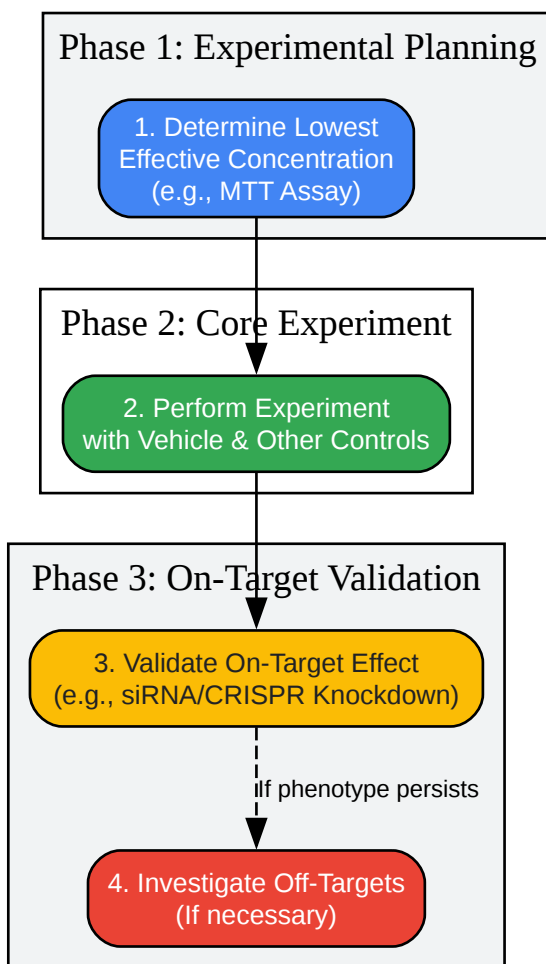 Phase 1: Experimental Planning
1. Determine Lowest
Effective Concentration
(e.g., MTT Assay)
Phase 2: Core Experiment
2. Perform Experiment
with Vehicle & Other Controls
Phase 3: On-Target Validation
3. Validate On-Target Effect
(e.g., siRNA/CRISPR Knockdown)
If phenotype persists
4. Investigate Off-Targets
(If necessary)